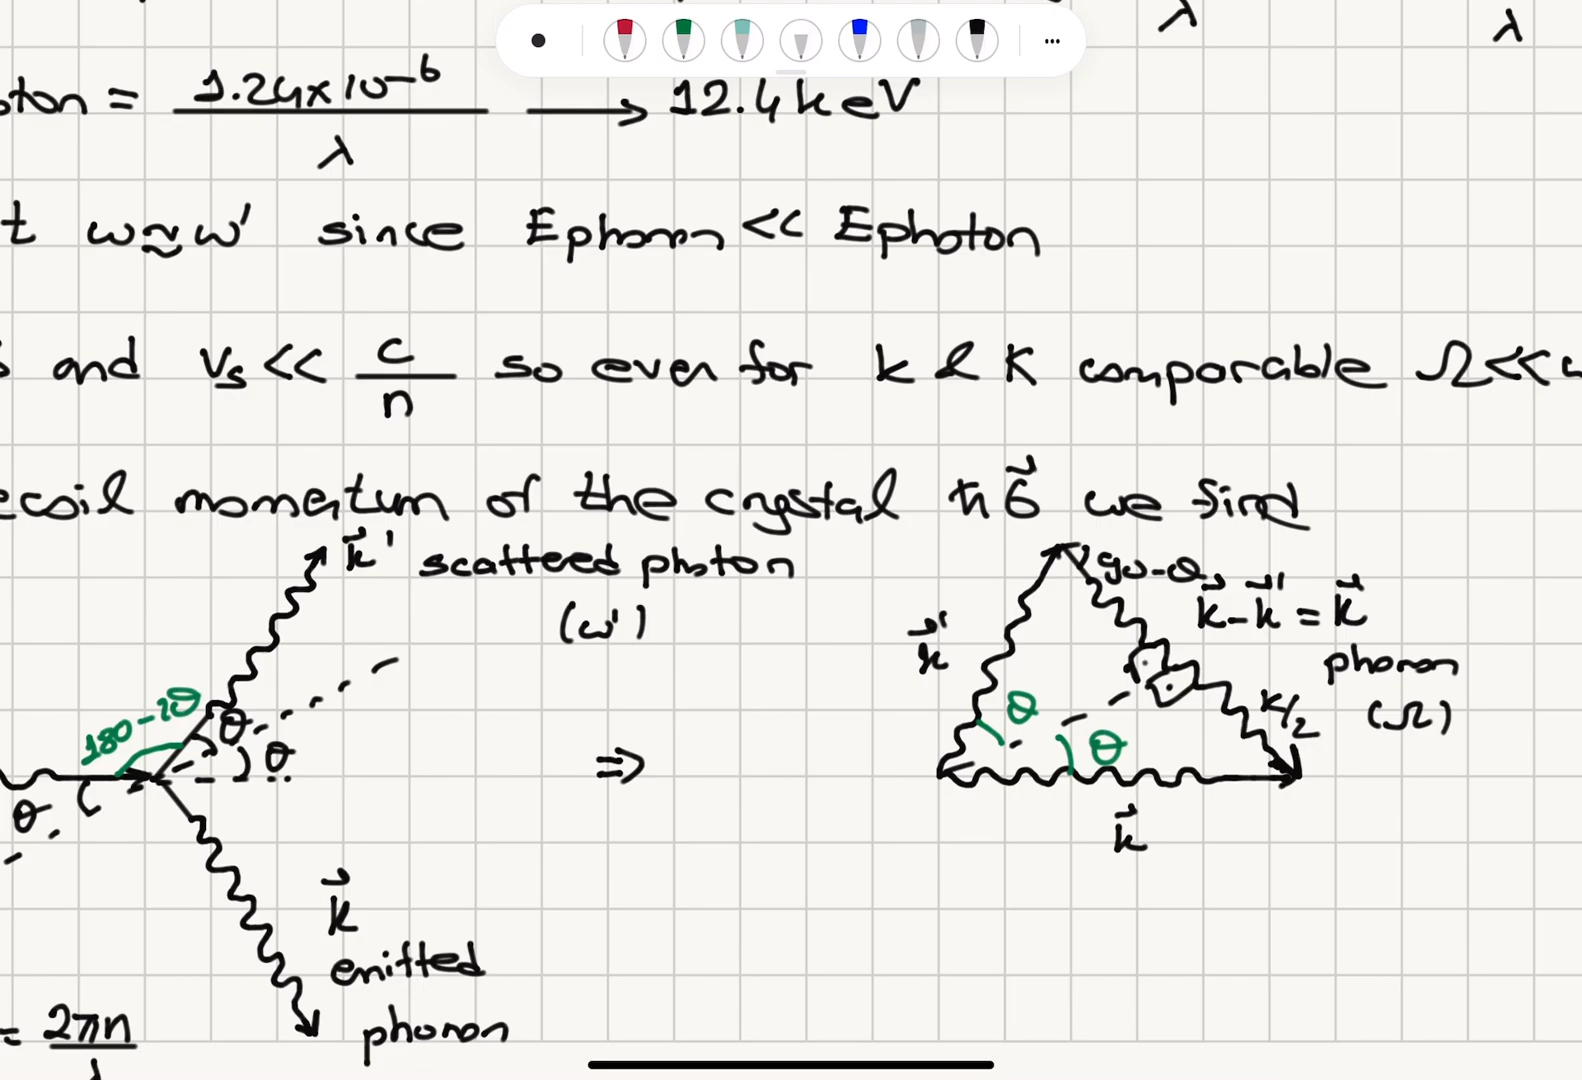 λ λ
oton = 1.24×10⁻⁶ / λ ⟶ 12.4 keV
t ω≈ω' since Ephonon << Ephoton
and vs << c/n so even for k & K comparable Ω<<
ecoil momentum of the crystal ħG⃗ we find
k⃗' scattered photon
(ω')
90-θ
k⃗-k⃗' = K⃗
phonon
(Ω)
k⃗'
K/2
180-2θ
θ
θ
θ
⇒
θ
θ
k⃗
K⃗
emitted
phonon
= 2πn / λ